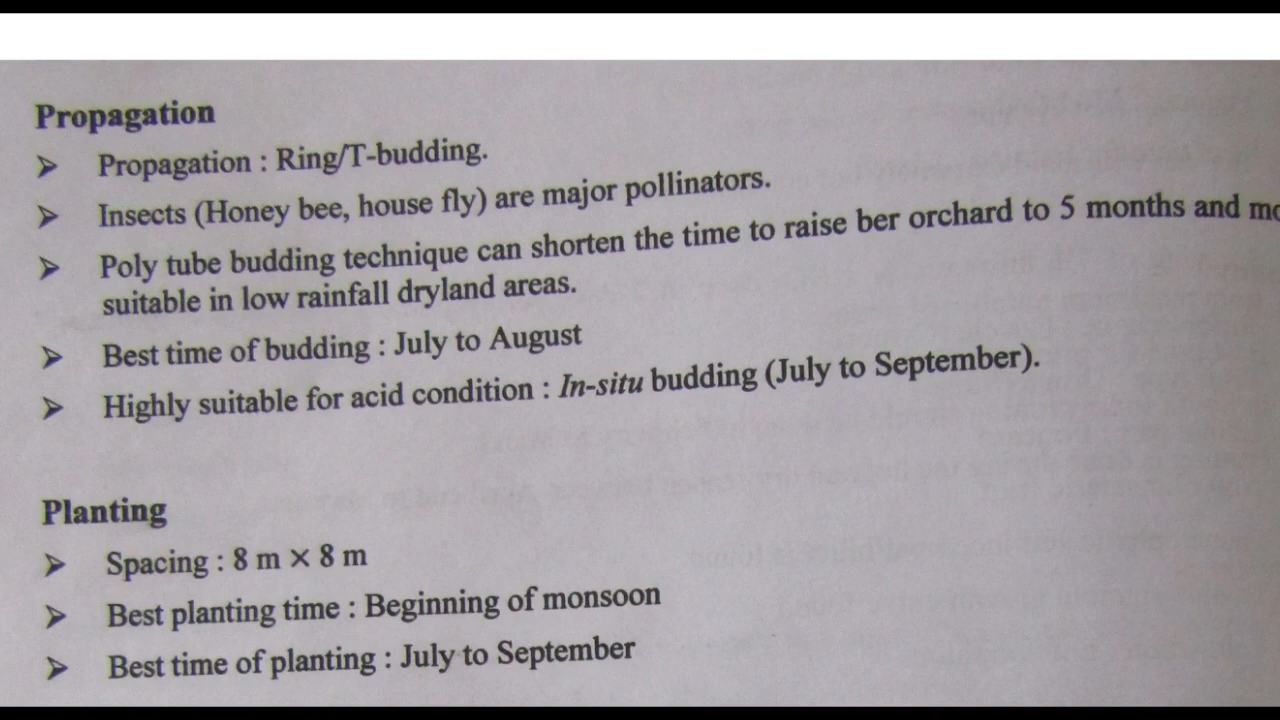 Propagation
➢ Propagation : Ring/T-budding.
➢ Insects (Honey bee, house fly) are major pollinators.
➢ Poly tube budding technique can shorten the time to raise ber orchard to 5 months and
suitable in low rainfall dryland areas.
➢ Best time of budding : July to August
➢ Highly suitable for acid condition : In-situ budding (July to September).
Planting
➢ Spacing : 8 m × 8 m
➢ Best planting time : Beginning of monsoon
➢ Best time of planting : July to September